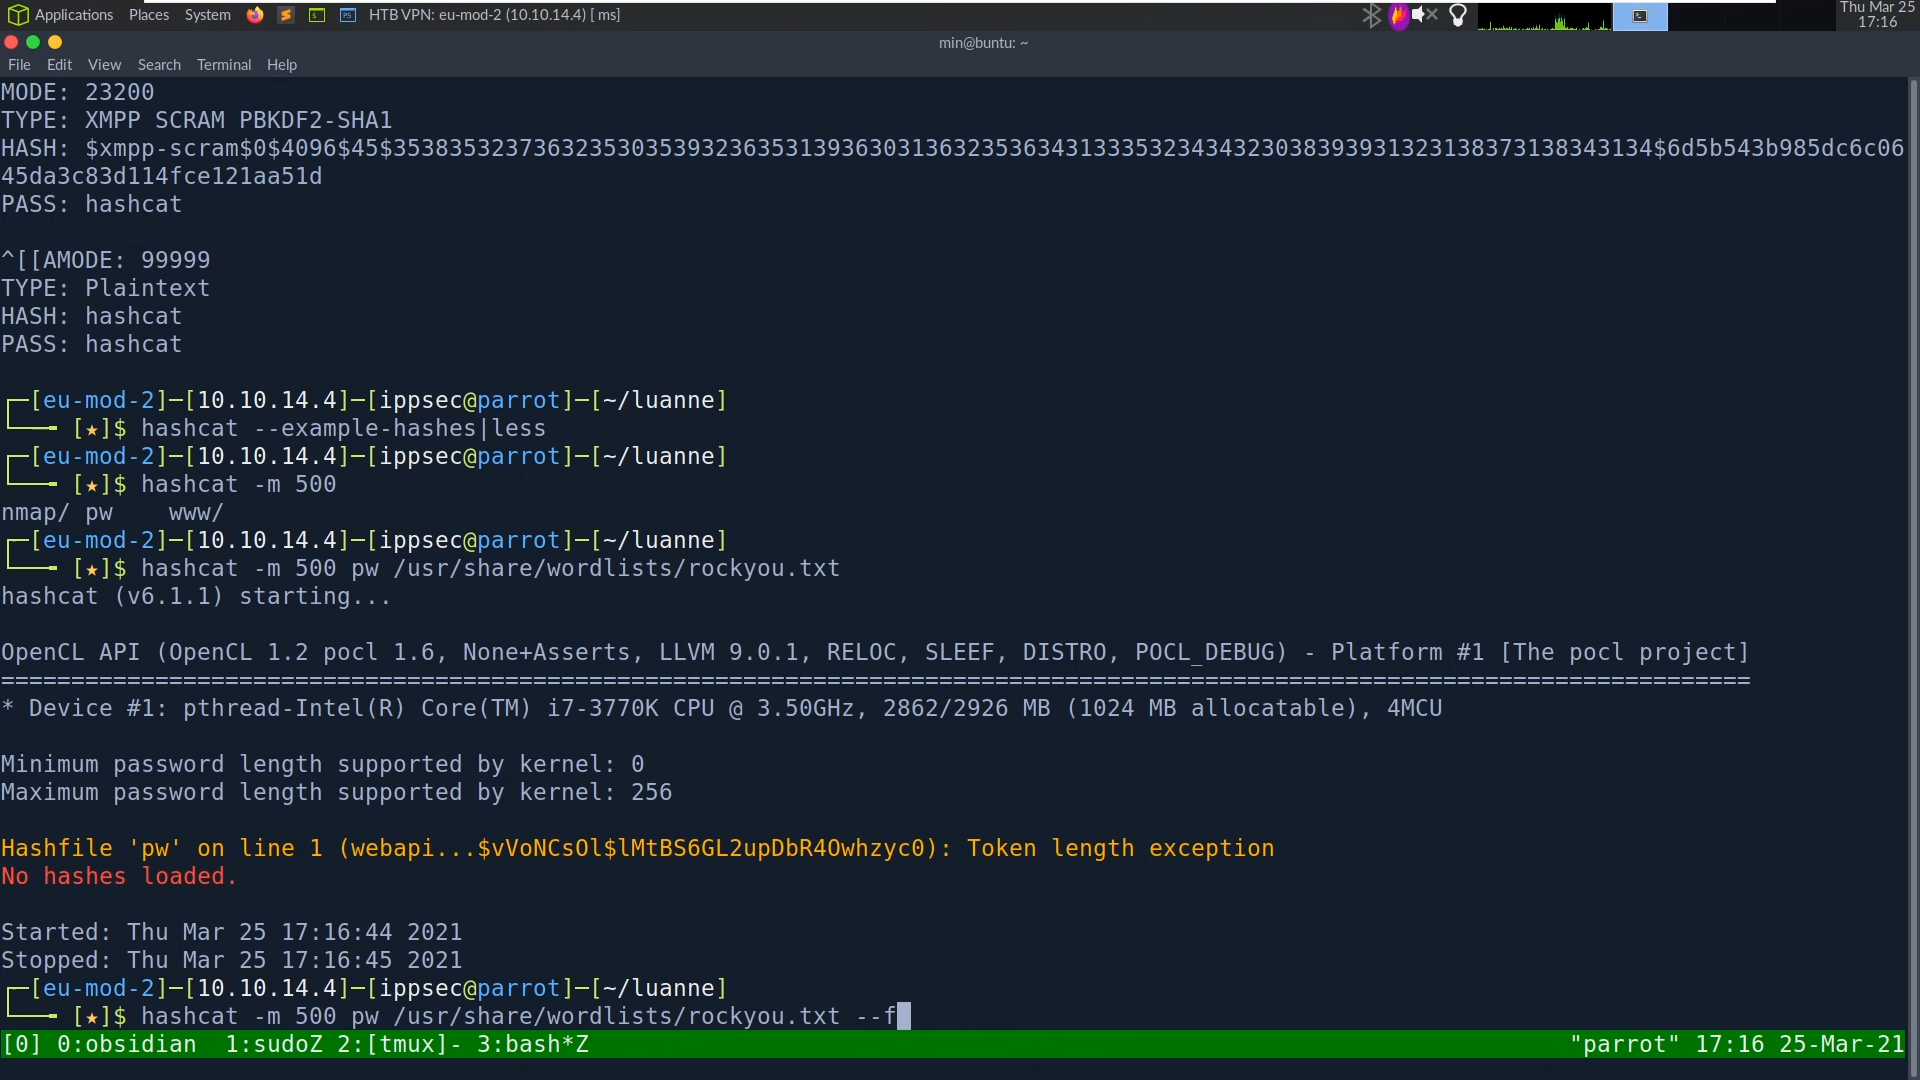 Applications Places System HTB VPN: eu-mod-2 (10.10.14.4) [ ms] Thu Mar 25
17:16
min@buntu: ~
File Edit View Search Terminal Help
MODE: 23200
TYPE: XMPP SCRAM PBKDF2-SHA1
HASH: $xmpp-scram$0$4096$45$353835323736323530353932363531393630313632353634313335323434323038393931323138373138343134$6d5b543b985dc6c06
45da3c83d114fce121aa51d
PASS: hashcat
^[[AMODE: 99999
TYPE: Plaintext
HASH: hashcat
PASS: hashcat
[eu-mod-2]─[10.10.14.4]─[ippsec@parrot]─[~/luanne]
[★]$ hashcat --example-hashes|less
[eu-mod-2]─[10.10.14.4]─[ippsec@parrot]─[~/luanne]
[★]$ hashcat -m 500
nmap/ pw    www/
[eu-mod-2]─[10.10.14.4]─[ippsec@parrot]─[~/luanne]
[★]$ hashcat -m 500 pw /usr/share/wordlists/rockyou.txt
hashcat (v6.1.1) starting...
OpenCL API (OpenCL 1.2 pocl 1.6, None+Asserts, LLVM 9.0.1, RELOC, SLEEF, DISTRO, POCL_DEBUG) - Platform #1 [The pocl project]
=============================================================================================================================
* Device #1: pthread-Intel(R) Core(TM) i7-3770K CPU @ 3.50GHz, 2862/2926 MB (1024 MB allocatable), 4MCU
Minimum password length supported by kernel: 0
Maximum password length supported by kernel: 256
Hashfile 'pw' on line 1 (webapi...$vVoNCsOl$lMtBS6GL2upDbR4Owhzyc0): Token length exception
No hashes loaded.
Started: Thu Mar 25 17:16:44 2021
Stopped: Thu Mar 25 17:16:45 2021
[eu-mod-2]─[10.10.14.4]─[ippsec@parrot]─[~/luanne]
[★]$ hashcat -m 500 pw /usr/share/wordlists/rockyou.txt --f
[0] 0:obsidian  1:sudoZ 2:[tmux]- 3:bash*Z "parrot" 17:16 25-Mar-21